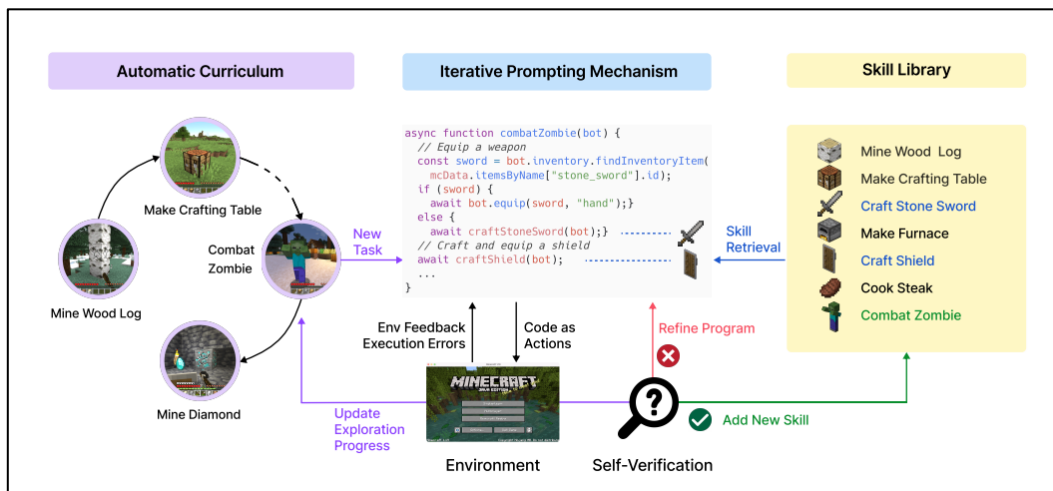 Automatic Curriculum
Iterative Prompting Mechanism
Skill Library
Make Crafting Table
Combat
Zombie
Mine Wood Log
Mine Diamond
New
Task
async function combatZombie(bot) {
// Equip a weapon
const sword = bot.inventory.findInventoryItem(
mcData.itemsByName["stone_sword"].id);
if (sword) {
await bot.equip(sword, "hand");}
else {
await craftStoneSword(bot);}
// Craft and equip a shield
await craftShield(bot);
...
}
Skill
Retrieval
Mine Wood Log
Make Crafting Table
Craft Stone Sword
Make Furnace
Craft Shield
Cook Steak
Combat Zombie
Env Feedback
Execution Errors
Code as
Actions
Refine Program
Update
Exploration
Progress
MINECRAFT
JAVA EDITION
Environment
?
Self-Verification
Add New Skill